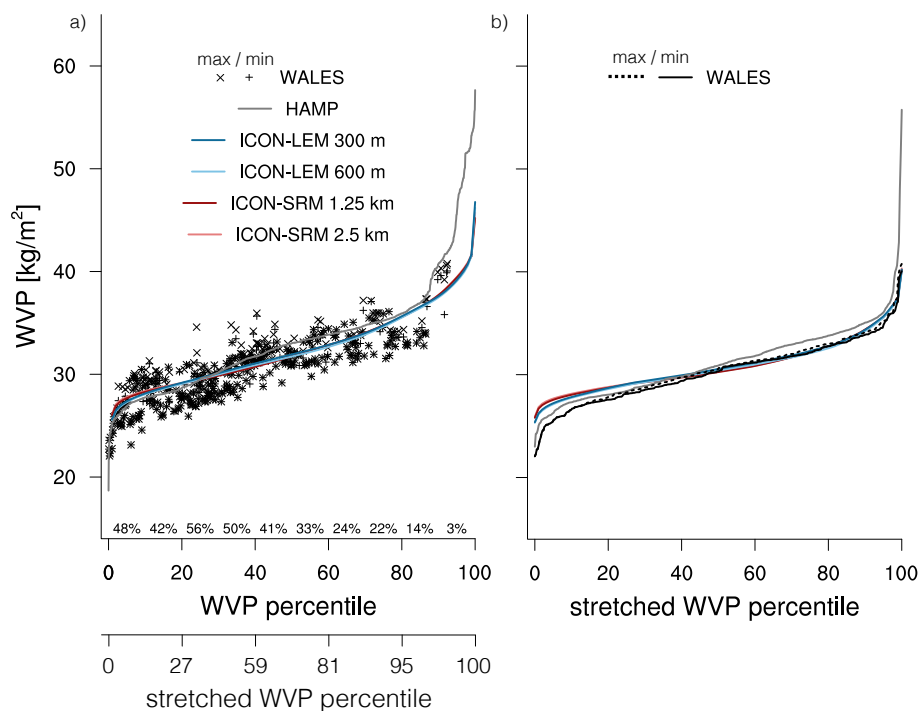 a)
max / min
× + WALES
HAMP
ICON-LEM 300 m
ICON-LEM 600 m
ICON-SRM 1.25 km
ICON-SRM 2.5 km
60
50
40
30
20
WVP [kg/m²]
48% 42% 56% 50% 41% 33% 24% 22% 14% 3%
0 20 40 60 80 100
WVP percentile
0 27 59 81 95 100
stretched WVP percentile
b)
max / min
WALES
0 20 40 60 80 100
stretched WVP percentile